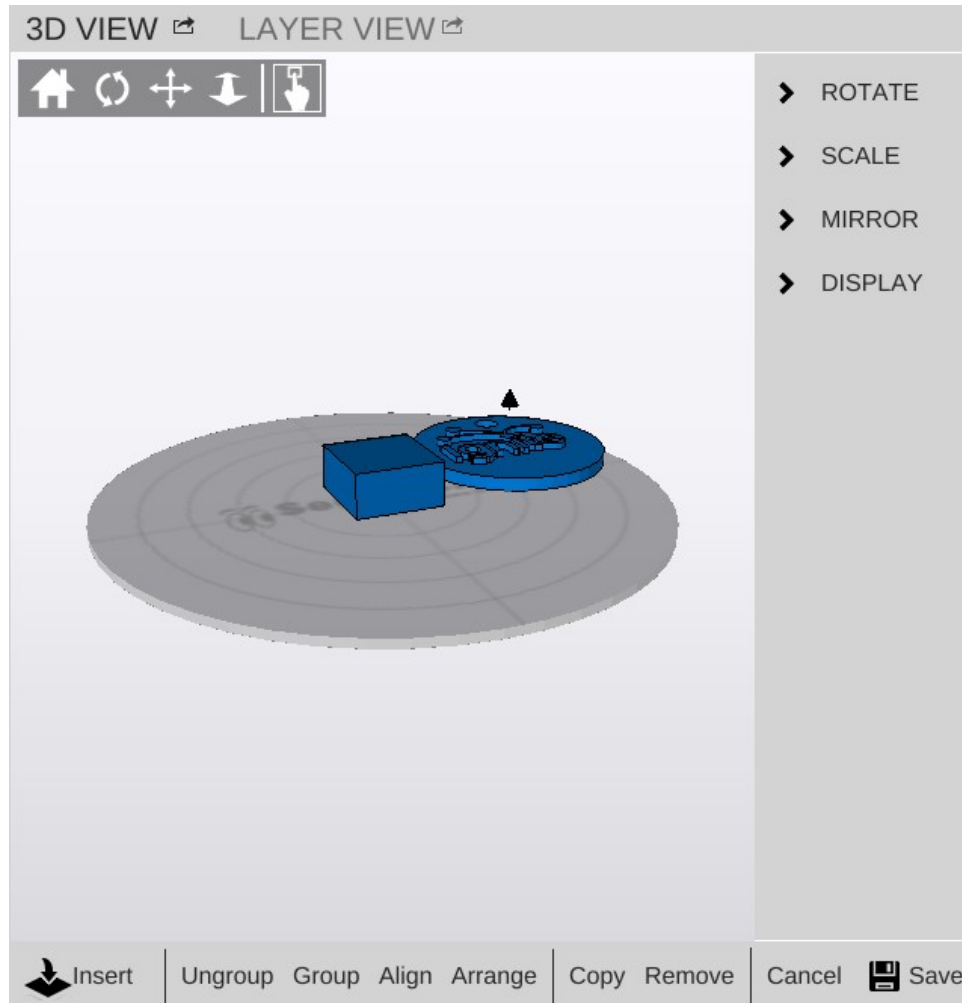 3D VIEW LAYER VIEW
ROTATE
SCALE
MIRROR
DISPLAY
Insert Ungroup Group Align Arrange Copy Remove Cancel Save